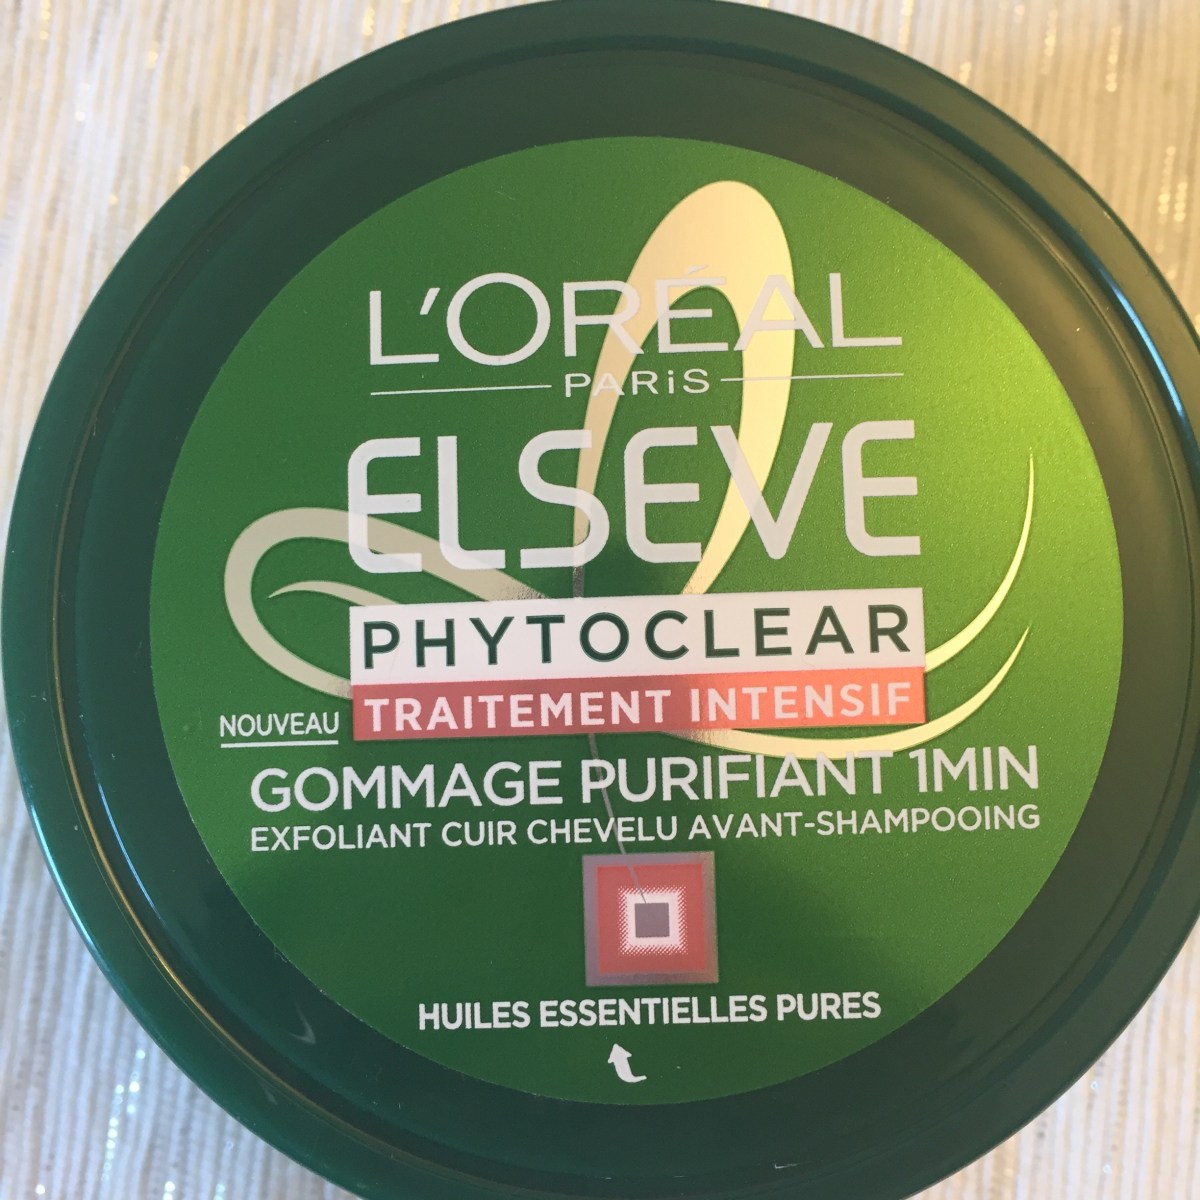 L'ORÉAL
PARiS
ELSEVE
PHYTOCLEAR
TRAITEMENT INTENSIF
NOUVEAU
GOMMAGE PURIFIANT 1MIN
EXFOLIANT CUIR CHEVELU AVANT-SHAMPOOING
HUILES ESSENTIELLES PURES